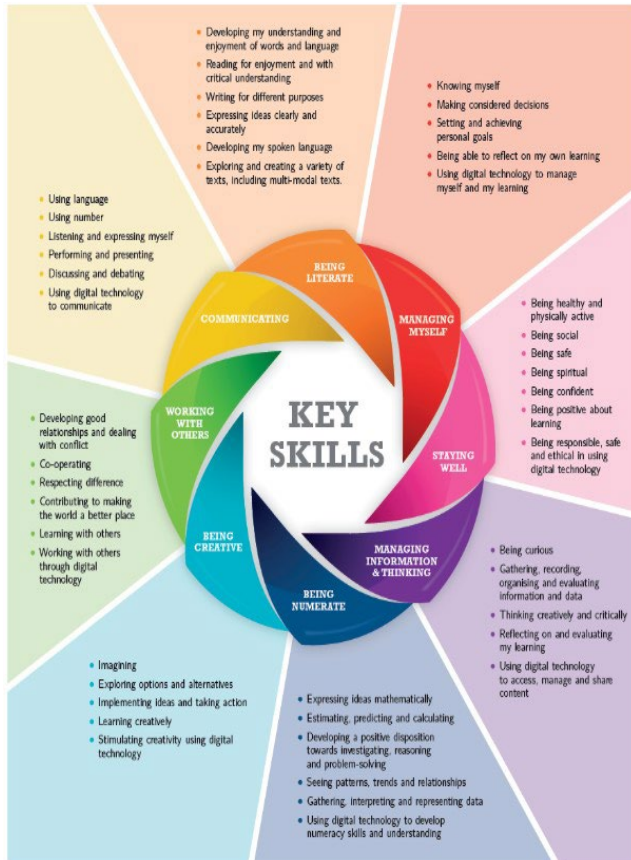 • Developing my understanding and
enjoyment of words and language
• Reading for enjoyment and with
critical understanding
• Writing for different purposes
• Expressing ideas clearly and
accurately
• Developing my spoken language
• Exploring and creating a variety of
texts, including multi-modal texts.
• Knowing myself
• Making considered decisions
• Setting and achieving
personal goals
• Being able to reflect on my own learning
• Using digital technology to manage
myself and my learning
• Using language
• Using number
• Listening and expressing myself
• Performing and presenting
• Discussing and debating
• Using digital technology
to communicate
BEING
LITERATE
COMMUNICATING
MANAGING
MYSELF
• Being healthy and
physically active
• Being social
• Being safe
• Being spiritual
• Being confident
• Being positive about
learning
• Being responsible, safe
and ethical in using
digital technology
WORKING
WITH
OTHERS
KEY
SKILLS
STAYING
WELL
• Developing good
relationships and dealing
with conflict
• Co-operating
• Respecting difference
• Contributing to making
the world a better place
• Learning with others
• Working with others
through digital
technology
BEING
CREATIVE
BEING
NUMERATE
MANAGING
INFORMATION
& THINKING
• Being curious
• Gathering, recording,
organising and evaluating
information and data
• Thinking creatively and critically
• Reflecting on and evaluating
my learning
• Using digital technology
to access, manage and share
content
• Imagining
• Exploring options and alternatives
• Implementing ideas and taking action
• Learning creatively
• Stimulating creativity using digital
technology
• Expressing ideas mathematically
• Estimating, predicting and calculating
• Developing a positive disposition
towards investigating, reasoning
and problem-solving
• Seeing patterns, trends and relationships
• Gathering, interpreting and representing data
• Using digital technology to develop
numeracy skills and understanding